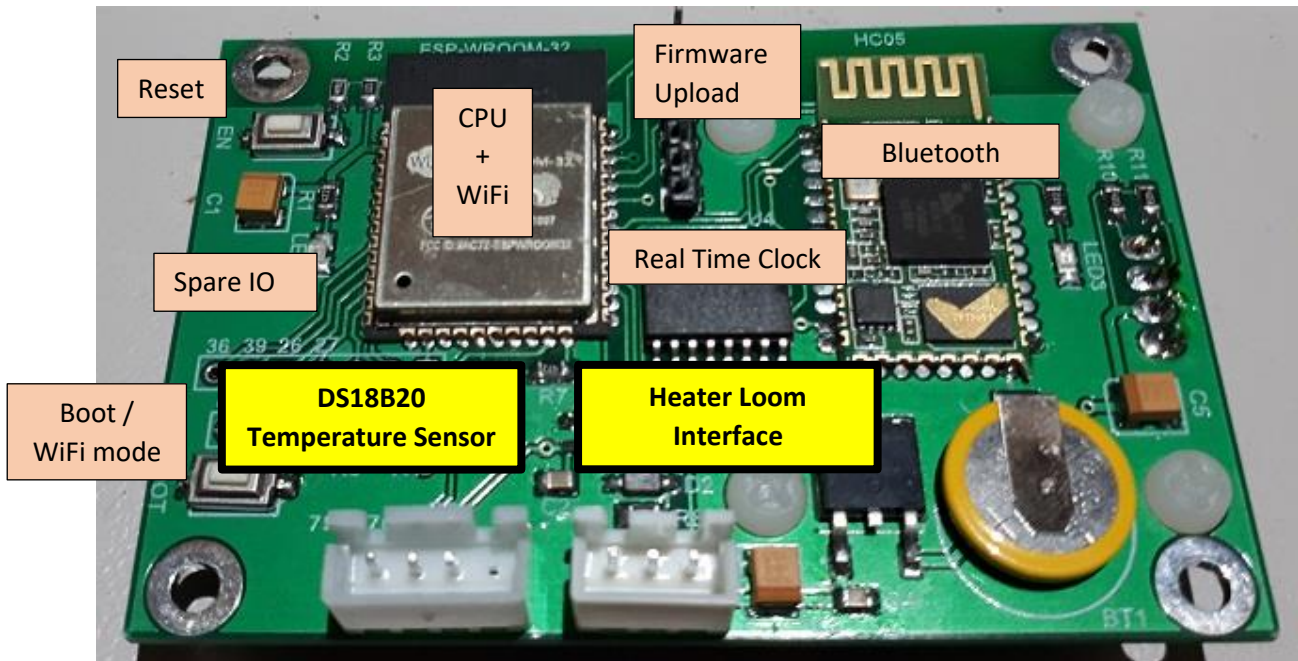 ESP-WROOM-32
HC05
R2
R3
Firmware
Upload
Reset
CPU
+
WiFi
EN
Bluetooth
C1
R1
R10
R11
Real Time Clock
Spare IO
LED3
36 39 26 27
DS18B20
Temperature Sensor
Heater Loom
Interface
R7
C5
Boot /
WiFi mode
BT1